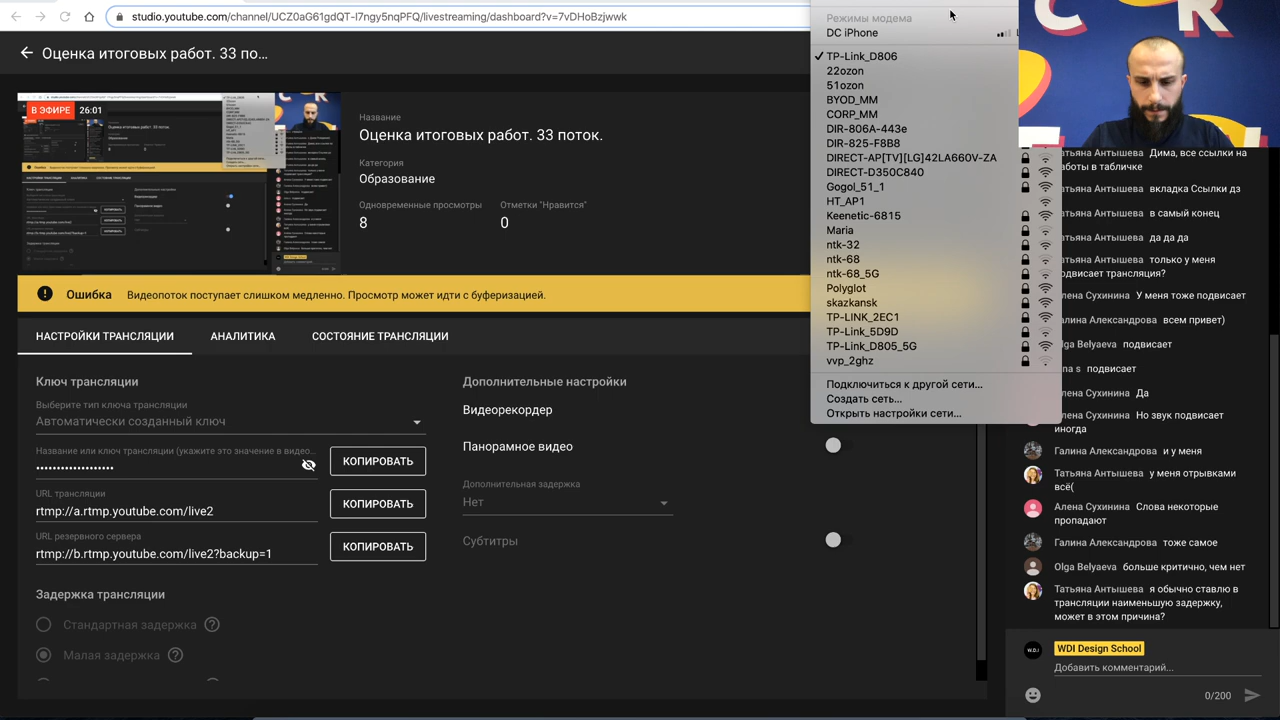 studio.youtube.com/channel/UCZ0aG61gdQT-I7ngy5nqPFQ/livestreaming/dashboard?v=7vDHoBzjwwk
Оценка итоговых работ. 33 по…
В ЭФИРЕ 26:01
Название
Оценка итоговых работ. 33 поток.
Категория
Образование
Одновременные просмотры
Отметки "Нравится"
8
0
Ошибка
Видеопоток поступает слишком медленно. Просмотр может идти с буферизацией.
НАСТРОЙКИ ТРАНСЛЯЦИИ
АНАЛИТИКА
СОСТОЯНИЕ ТРАНСЛЯЦИИ
Ключ трансляции
Выберите тип ключа трансляции
Автоматически созданный ключ
Название или ключ трансляции (укажите это значение в видео…
••••••••••••••••••
КОПИРОВАТЬ
URL трансляции
rtmp://a.rtmp.youtube.com/live2
КОПИРОВАТЬ
URL резервного сервера
rtmp://b.rtmp.youtube.com/live2?backup=1
КОПИРОВАТЬ
Задержка трансляции
Стандартная задержка
Малая задержка
Дополнительные настройки
Видеорекордер
Панорамное видео
Дополнительная задержка
Нет
Субтитры
Режимы модема
DC iPhone
TP-Link_D806
22ozon
51ozon
BYOD_MM
CORP_MM
DIR-806A-443e
DIR-825-F8B8
DIRECT-AP[TV][LG]42LA660V-ZA
DIRECT-D350C840
Gogol_51_1
HT_AP1
Keenetic-6815
Maria
ntk-32
ntk-68
ntk-68_5G
Polyglot
skazkansk
TP-LINK_2EC1
TP-Link_5D9D
TP-Link_D805_5G
vvp_2ghz
Подключиться к другой сети...
Создать сеть...
Открыть настройки сети...
атьяна Антышева Дима, все ссылки на
аботы в табличке
атьяна Антышева вкладка Ссылки да
атьяна Антышева в самый конец
атьяна Антышева да да да
атьяна Антышева только у меня
одвисает трансляция?
лена Сухинина У меня тоже подвисает
алина Александрова всем привет)
lga Belyaeva подвисает
na s подвисает
лена Сухинина Да
лена Сухинина Но звук подвисает
иногда
Галина Александрова и у меня
Татьяна Антышева у меня отрывками
всё(
Алена Сухинина Слова некоторые
пропадают
Галина Александрова тоже самое
Olga Belyaeva больше критично, чем нет
Татьяна Антышева я обычно ставлю в
трансляции наименьшую задержку,
может в этом причина?
WDI Design School
Добавить комментарий...
0/200